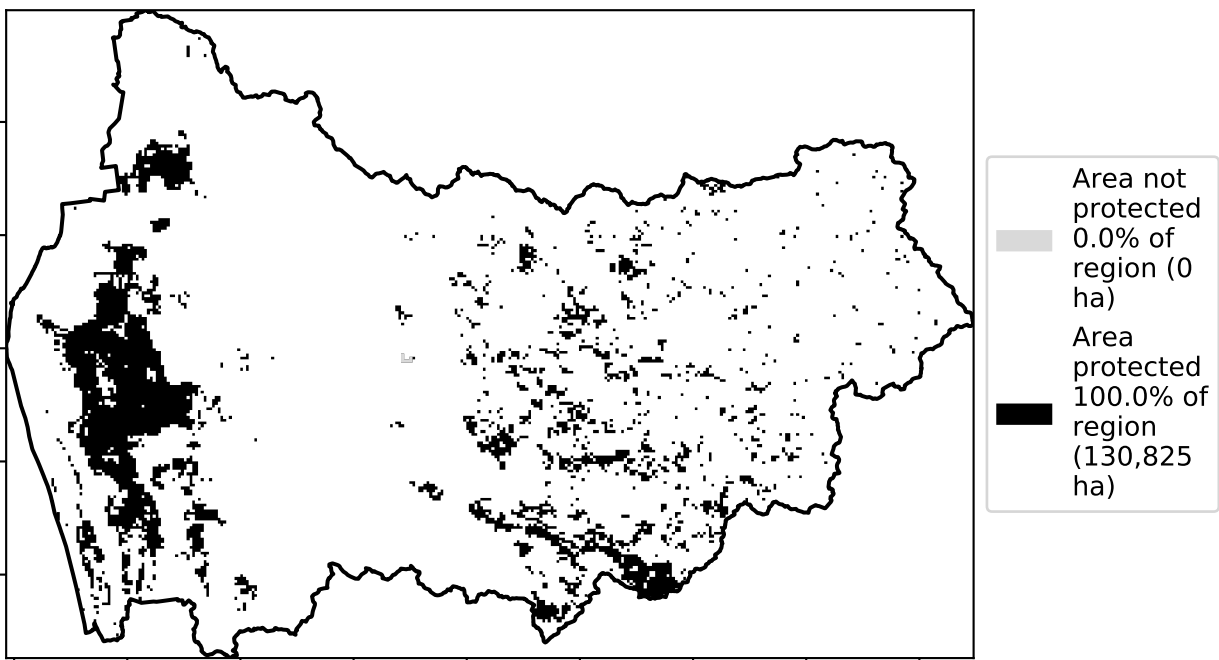 Area not
protected
0.0% of
region (0
ha)
Area
protected
100.0% of
region
(130,825
ha)